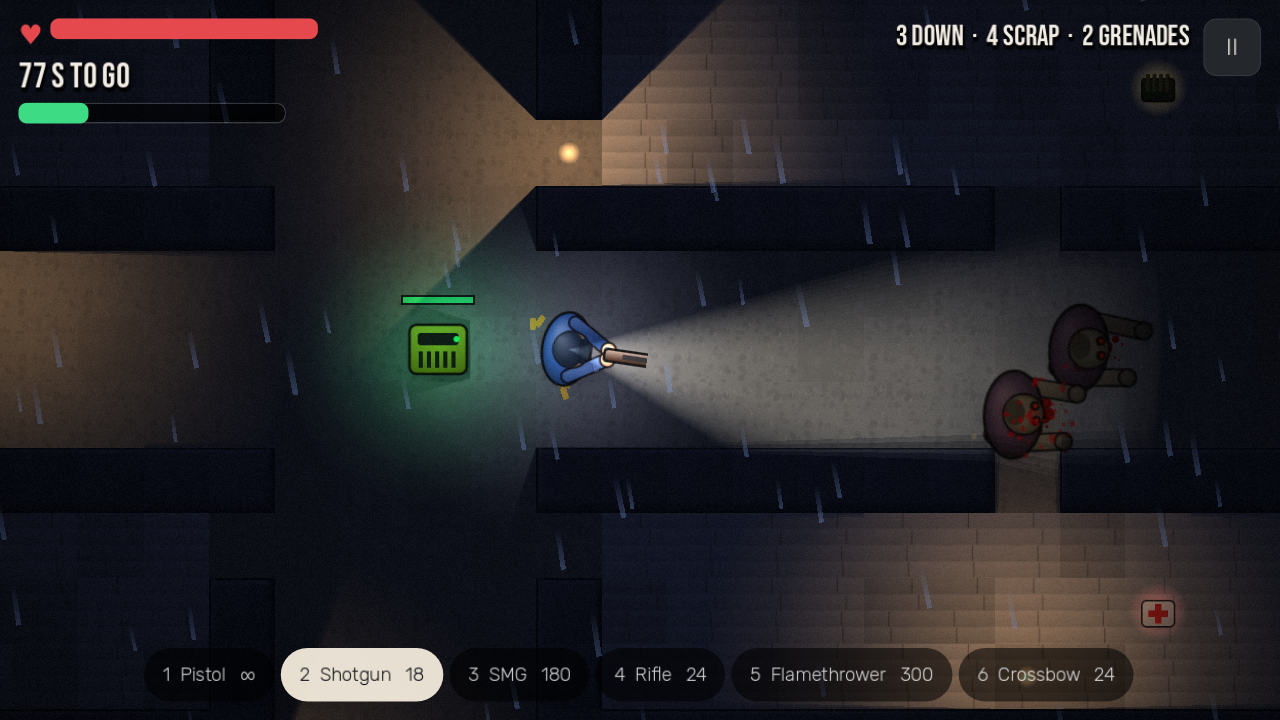 3 DOWN · 4 SCRAP · 2 GRENADES
77 S TO GO
1 Pistol ∞
2 Shotgun 18
3 SMG 180
4 Rifle 24
5 Flamethrower 300
6 Crossbow 24